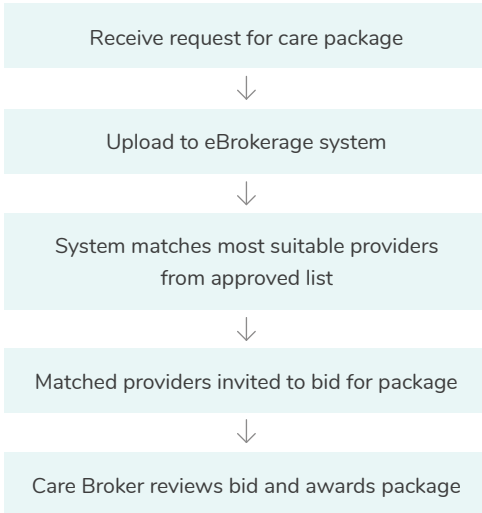 Receive request for care package
Upload to eBrokerage system
System matches most suitable providers
from approved list
Matched providers invited to bid for package
Care Broker reviews bid and awards package